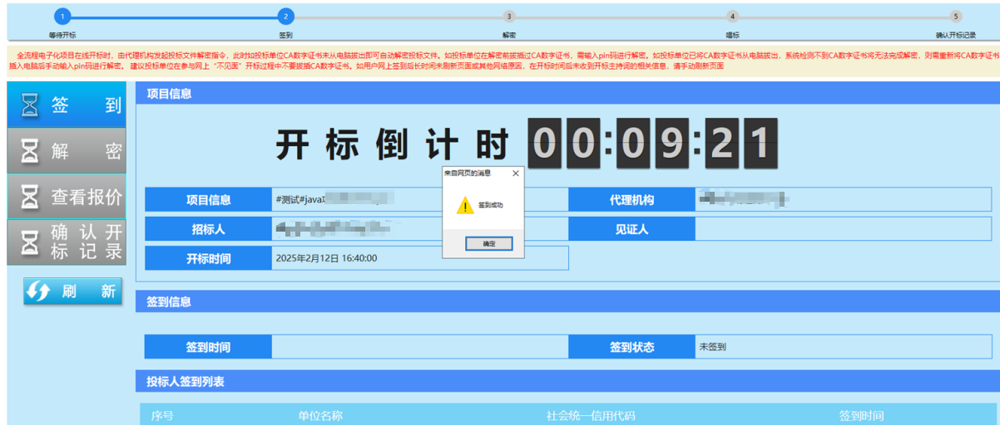 1 2 3 4 5
等待开标 签到 解密 唱标 确认开标记录
全流程电子化项目在线开标时，由代理机构发起投标文件解密指令，此时如投标单位CA数字证书未从电脑拔出即可自动解密投标文件。如投标单位在解密前拔插过CA数字证书，需输入pin码进行解密。如投标单位已将CA数字证书从电脑拔出，系统检测不到CA数字证书将无法完成解密，则需重新将CA数字证书
插入电脑后手动输入pin码进行解密。 建议投标单位在参与网上“不见面”开标过程中不要拔插CA数字证书。如用户网上签到后长时间未刷新页面或其他网络原因，在开标时间后未收到开标主持词的相关信息，请手动刷新页面
签 到
解 密
查看报价
确 认 开
标 记 录
刷 新
项目信息
开标倒计时 00:09:21
来自网页的消息
签到成功
确定
项目信息 #测试#java 代理机构
招标人 见证人
开标时间 2025年2月12日 16:40:00
签到信息
签到时间 签到状态 未签到
投标人签到列表
序号 单位名称 社会统一信用代码 签到时间